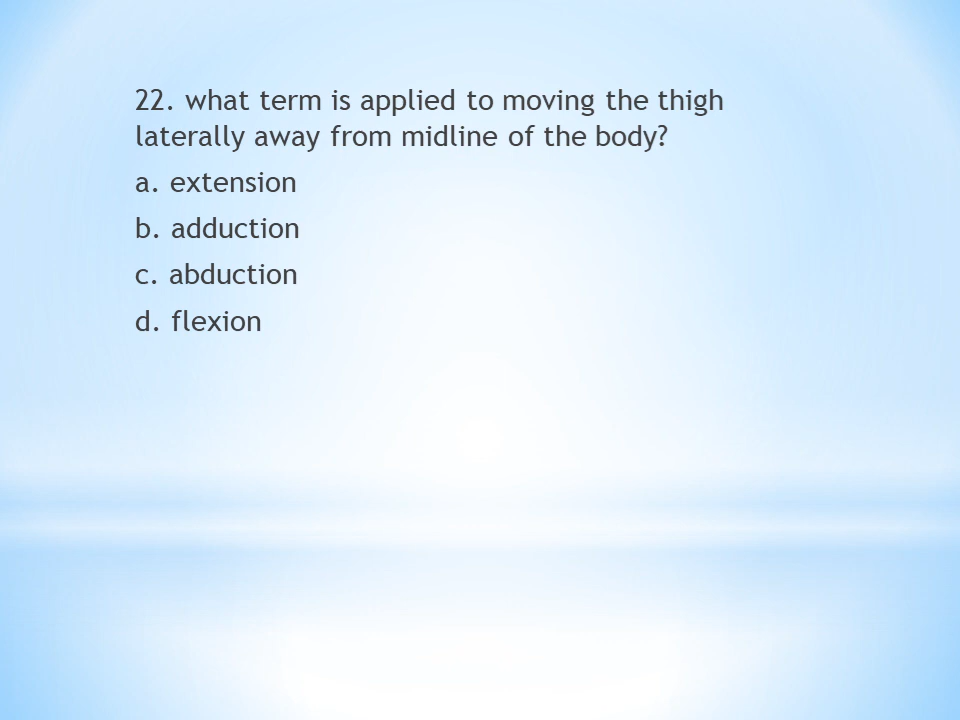 22. what term is applied to moving the thigh
laterally away from midline of the body?
a. extension
b. adduction
c. abduction
d. flexion